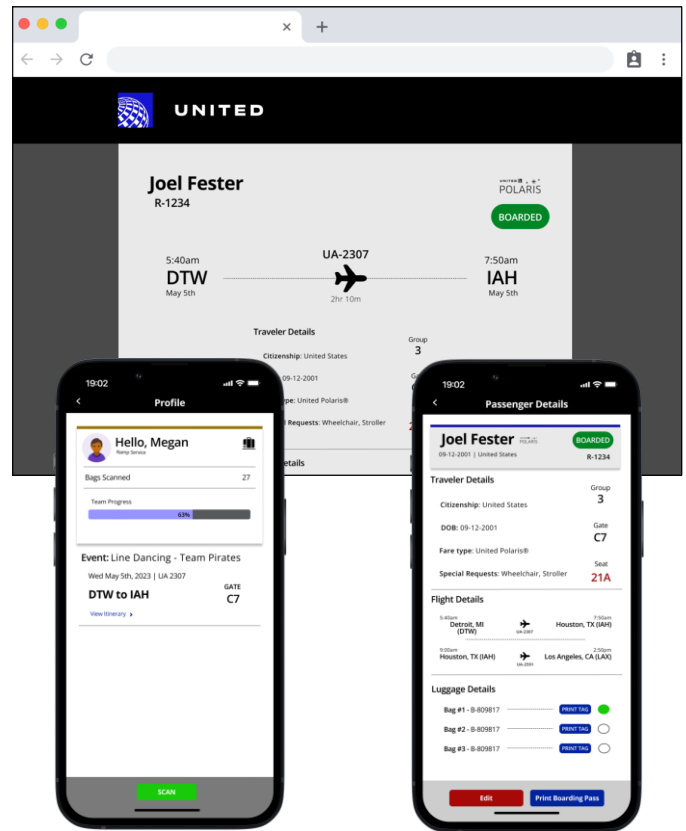 UNITED
Joel Fester
R-1234
POLARIS
BOARDED
5:40am
DTW
May 5th
UA-2307
2hr 10m
7:50am
IAH
May 5th
Traveler Details
Citizenship: United States
09-12-2001
ype: United Polaris®
l Requests: Wheelchair, Stroller
Group
3
etails
19:02
Profile
Hello, Megan
Ramp Service
Bags Scanned 27
Team Progress
63%
Event: Line Dancing - Team Pirates
Wed May 5th, 2023 | UA 2307
DTW to IAH
GATE
C7
View Itinerary
SCAN
19:02
Passenger Details
Joel Fester
POLARIS
BOARDED
09-12-2001 | United States
R-1234
Traveler Details
Citizenship: United States
DOB: 09-12-2001
Fare type: United Polaris®
Special Requests: Wheelchair, Stroller
Group
3
Gate
C7
Seat
21A
Flight Details
5:40am
Detroit, MI
(DTW)
UA-2307
7:50am
Houston, TX (IAH)
9:00am
Houston, TX (IAH)
2:50pm
Los Angeles, CA (LAX)
Luggage Details
Bag #1 - B-809817 PRINT TAG
Bag #2 - B-809817 PRINT TAG
Bag #3 - B-809817 PRINT TAG
Edit
Print Boarding Pass